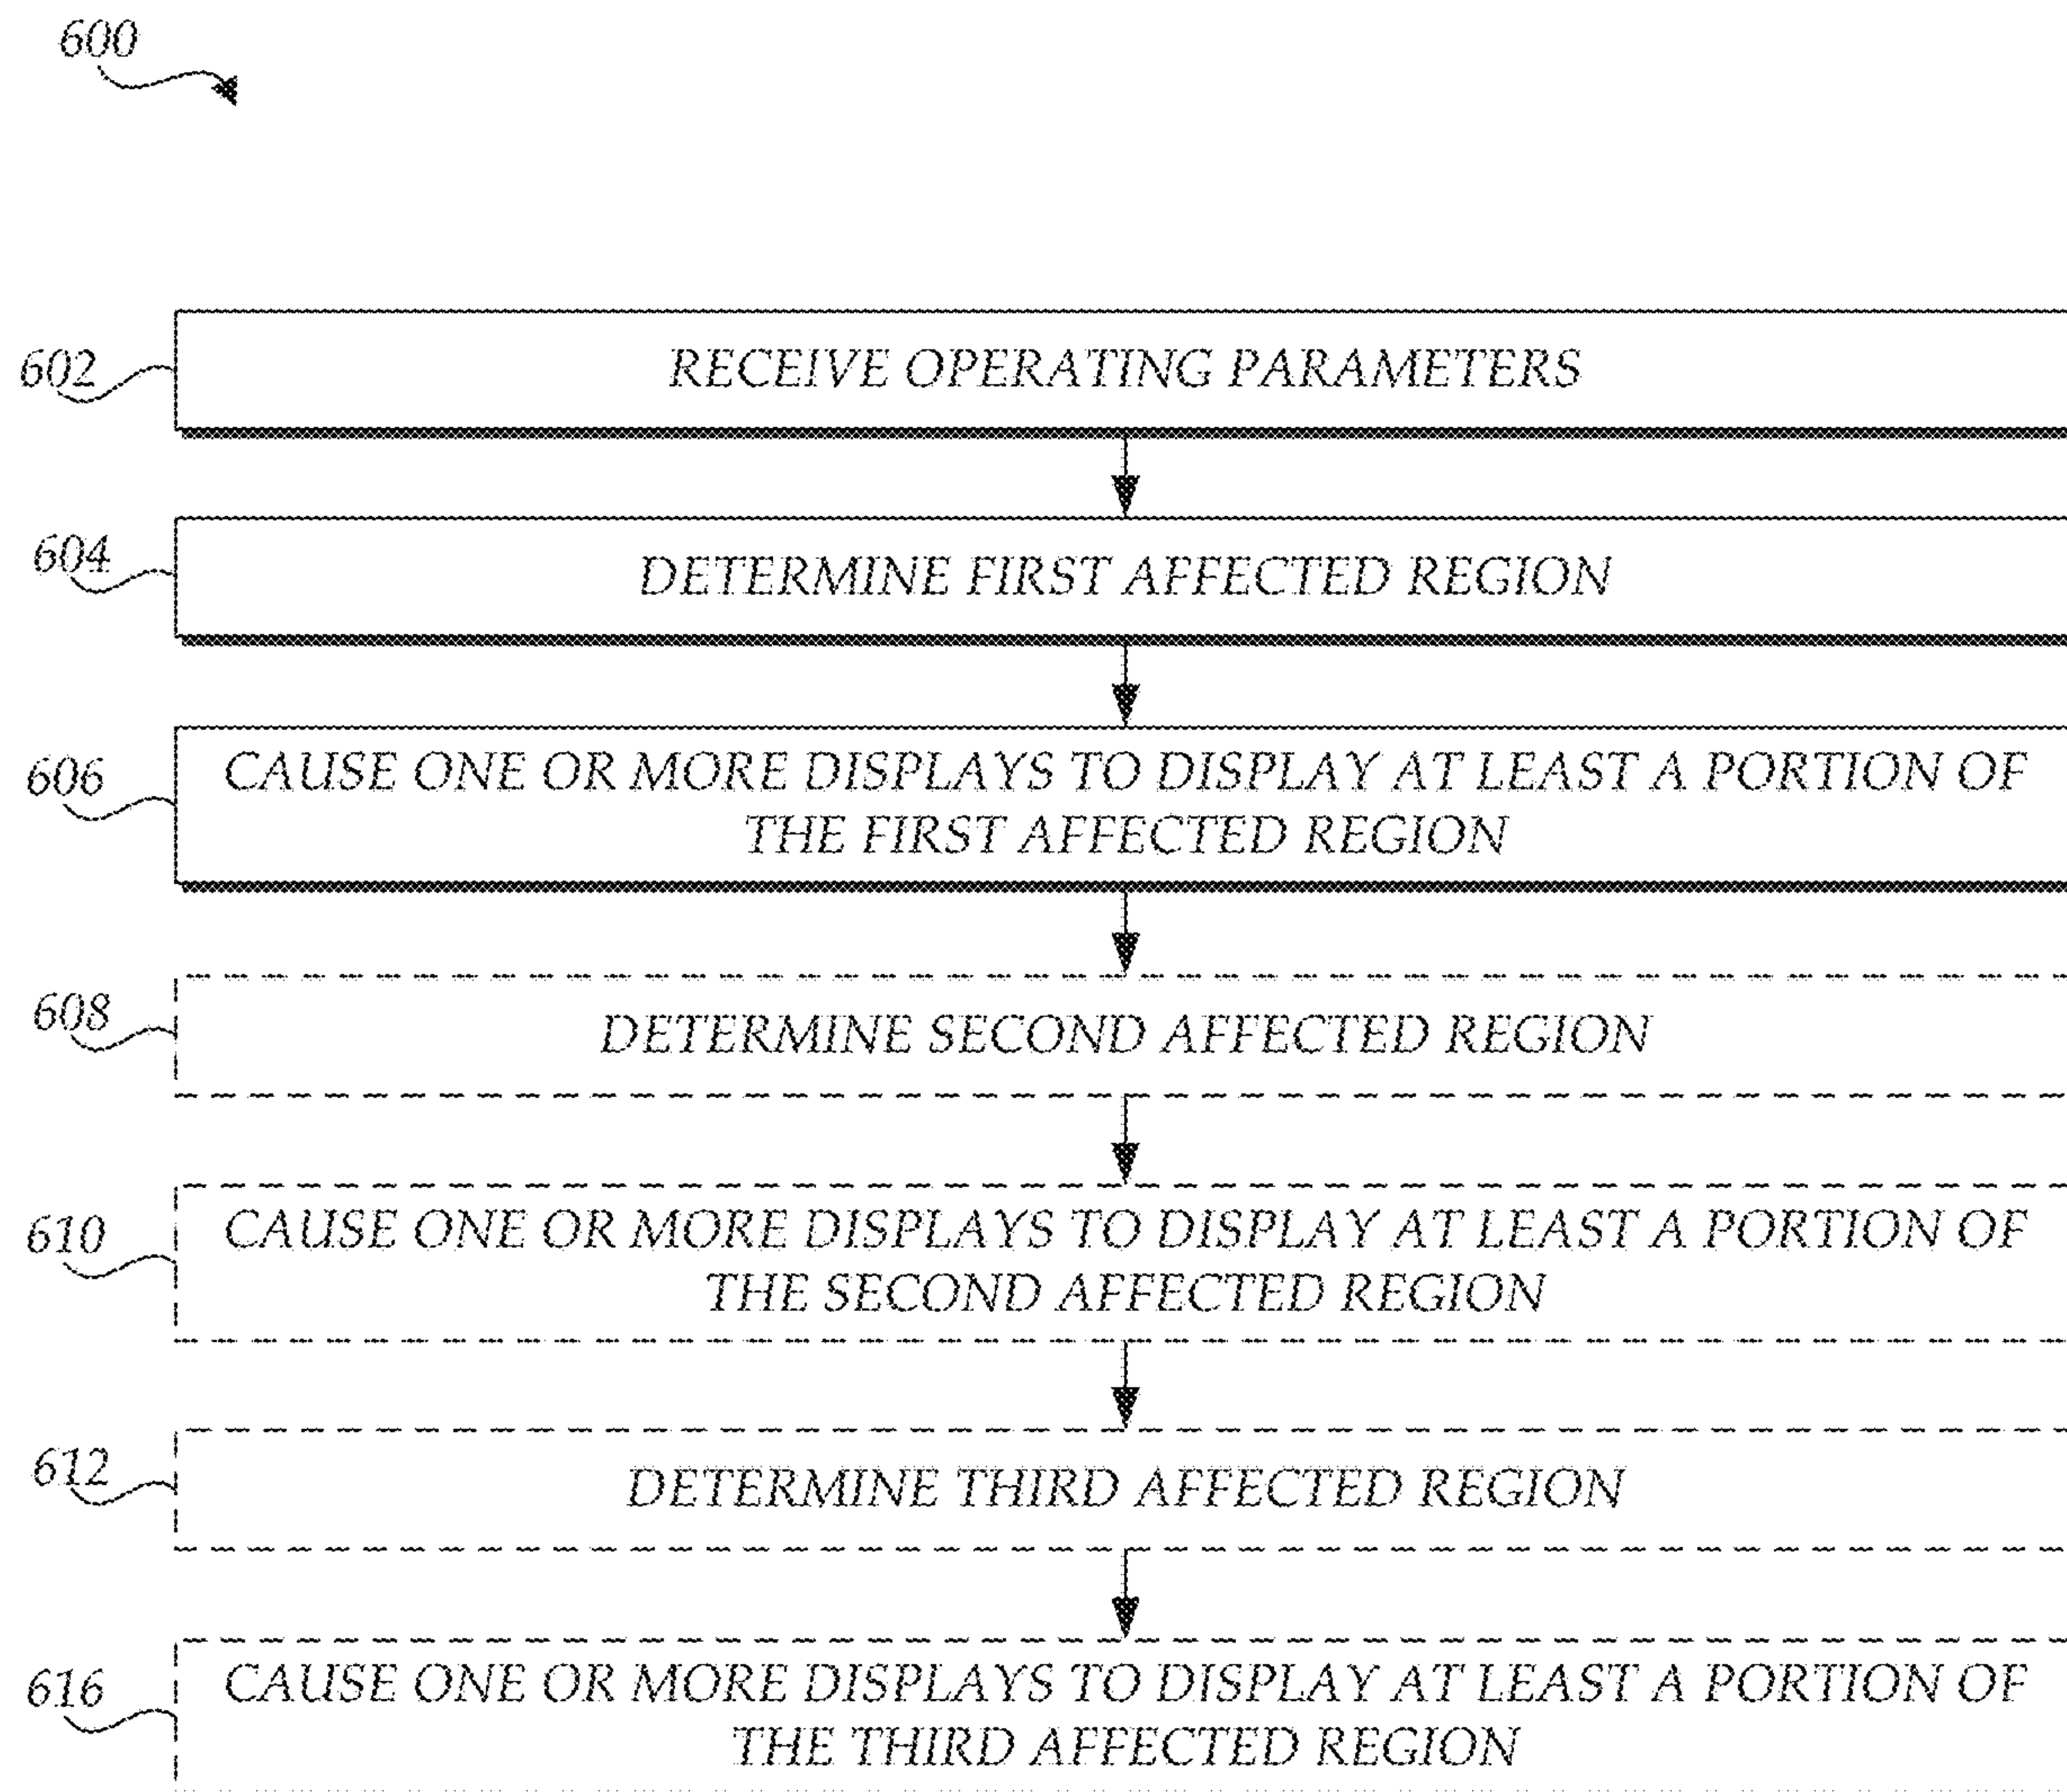 600
602
RECEIVE OPERATING PARAMETERS
604
DETERMINE FIRST AFFECTED REGION
606
CAUSE ONE OR MORE DISPLAYS TO DISPLAY AT LEAST A PORTION OF
THE FIRST AFFECTED REGION
608
DETERMINE SECOND AFFECTED REGION
610
CAUSE ONE OR MORE DISPLAYS TO DISPLAY AT LEAST A PORTION OF
THE SECOND AFFECTED REGION
612
DETERMINE THIRD AFFECTED REGION
616
CAUSE ONE OR MORE DISPLAYS TO DISPLAY AT LEAST A PORTION OF
THE THIRD AFFECTED REGION